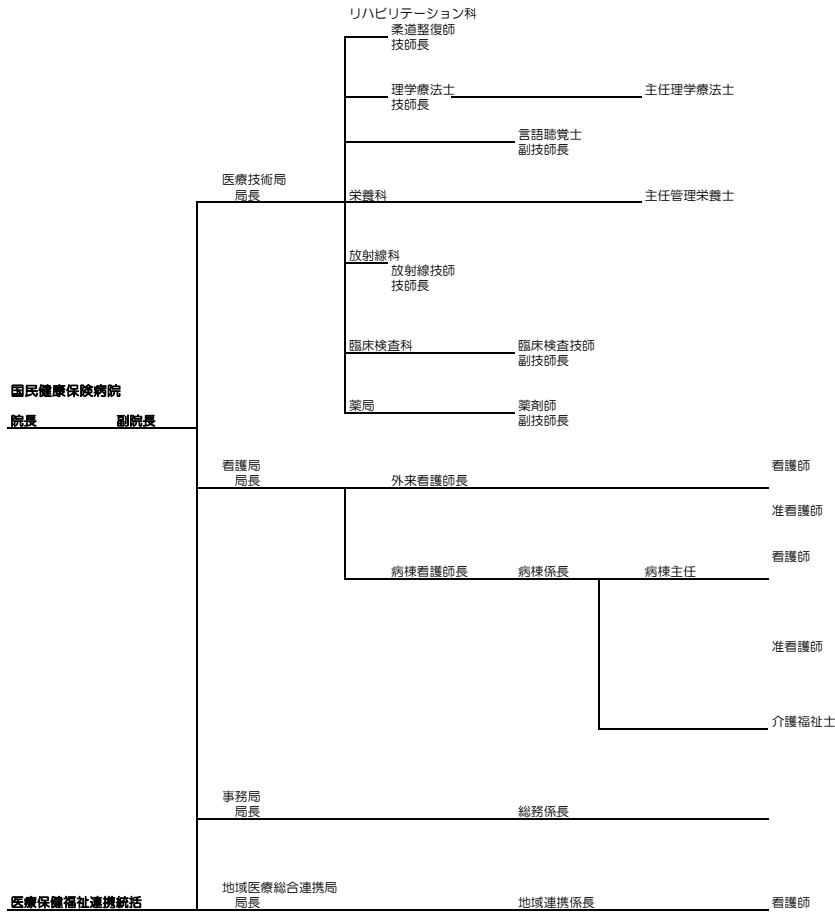 リハビリテーション科
柔道整復師
技師長
理学療法士
技師長
主任理学療法士
言語聴覚士
副技師長
医療技術局
局長
栄養科
主任管理栄養士
放射線科
放射線技師
技師長
臨床検査科
臨床検査技師
副技師長
国民健康保険病院
院長
副院長
薬局
薬剤師
副技師長
看護局
局長
外来看護師長
看護師
准看護師
看護師
病棟看護師長
病棟係長
病棟主任
准看護師
介護福祉士
事務局
局長
総務係長
医療保健福祉連携統括
地域医療総合連携局
局長
地域連携係長
看護師